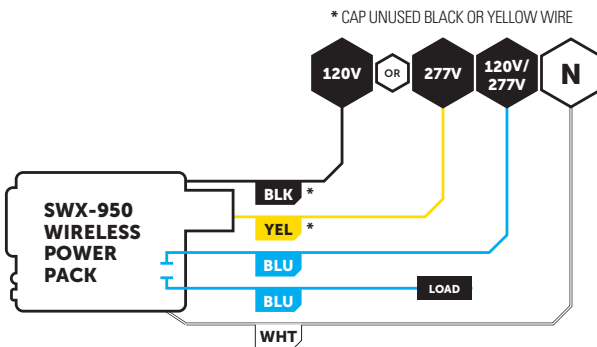 * CAP UNUSED BLACK OR YELLOW WIRE
120V
OR
277V
120V/
277V
N
SWX-950
WIRELESS
POWER
PACK
BLK *
YEL *
BLU
BLU
LOAD
WHT